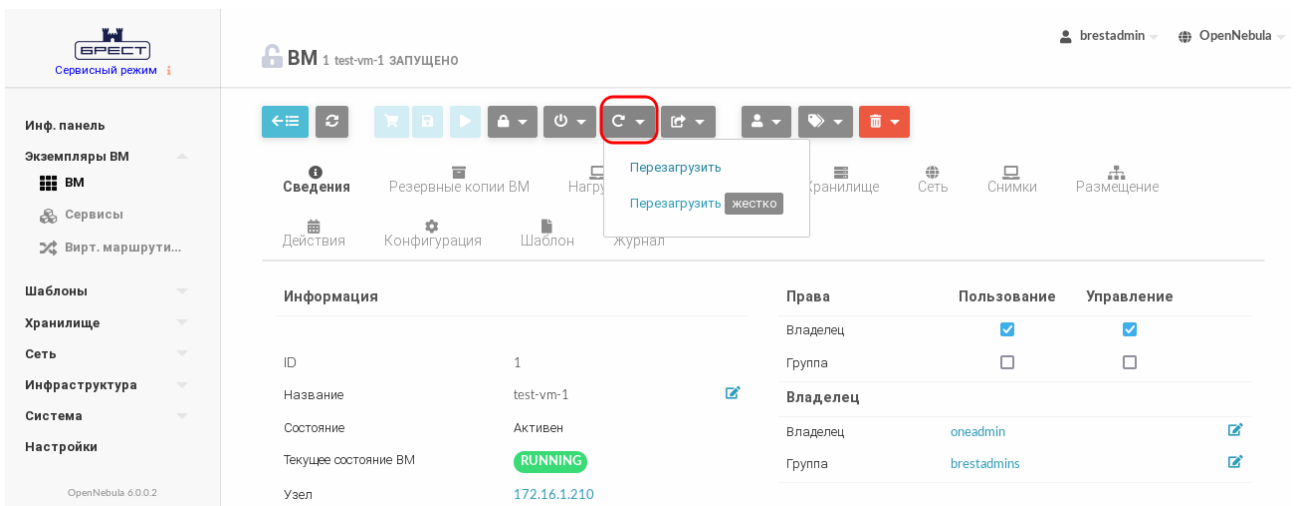 БРЕСТ
Сервисный режим i
ВМ 1 test-vm-1 ЗАПУЩЕНО
brestadmin
OpenNebula
Инф. панель
Экземпляры ВМ
ВМ
Сервисы
Вирт. маршрути...
Шаблоны
Хранилище
Сеть
Инфраструктура
Система
Настройки
OpenNebula 6.0.0.2
Перезагрузить
Перезагрузить жестко
Сведения
Резервные копии ВМ
Нагру
Хранилище
Сеть
Снимки
Размещение
Действия
Конфигурация
Шаблон
Журнал
Информация
ID 1
Название test-vm-1
Состояние Активен
Текущее состояние ВМ RUNNING
Узел 172.16.1.210
Права Пользование Управление
Владелец
Группа
Владелец
Владелец oneadmin
Группа brestadmins